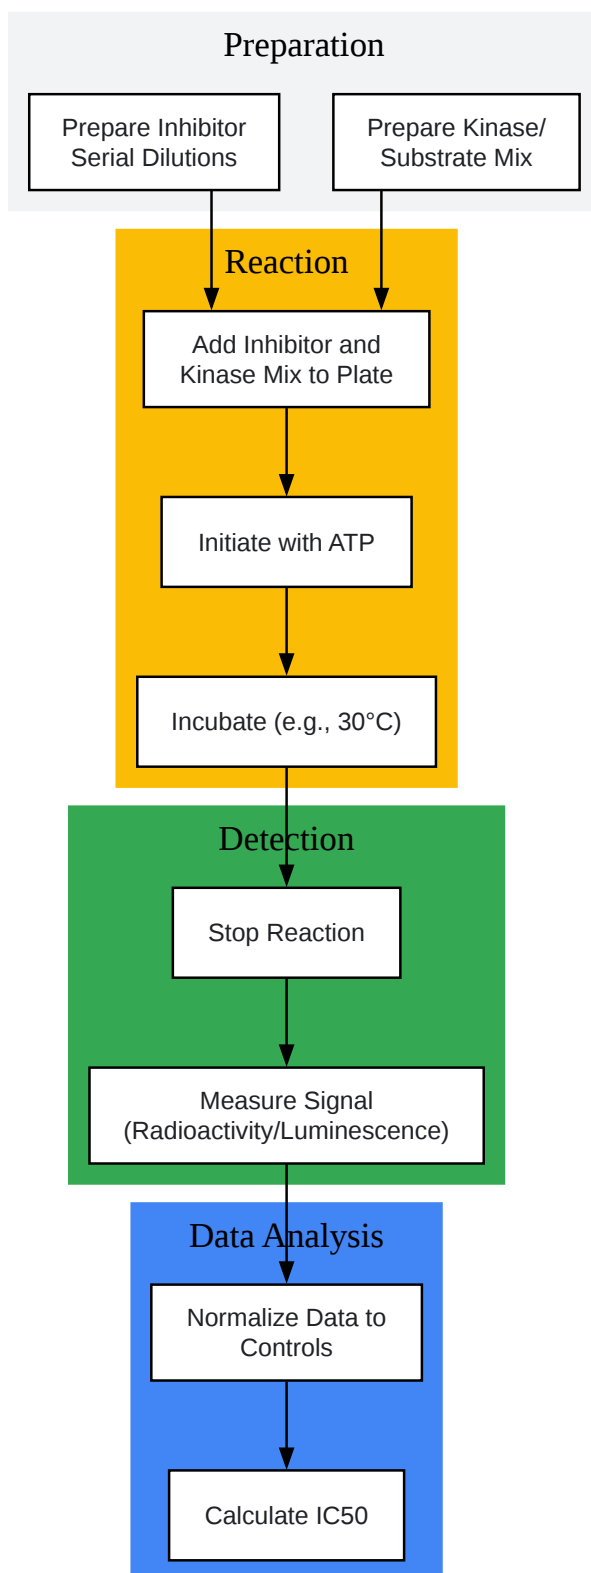 Preparation
Prepare Inhibitor
Serial Dilutions
Prepare Kinase/
Substrate Mix
Reaction
Add Inhibitor and
Kinase Mix to Plate
Initiate with ATP
Incubate (e.g., 30°C)
Detection
Stop Reaction
Measure Signal
(Radioactivity/Luminescence)
Data Analysis
Normalize Data to
Controls
Calculate IC50